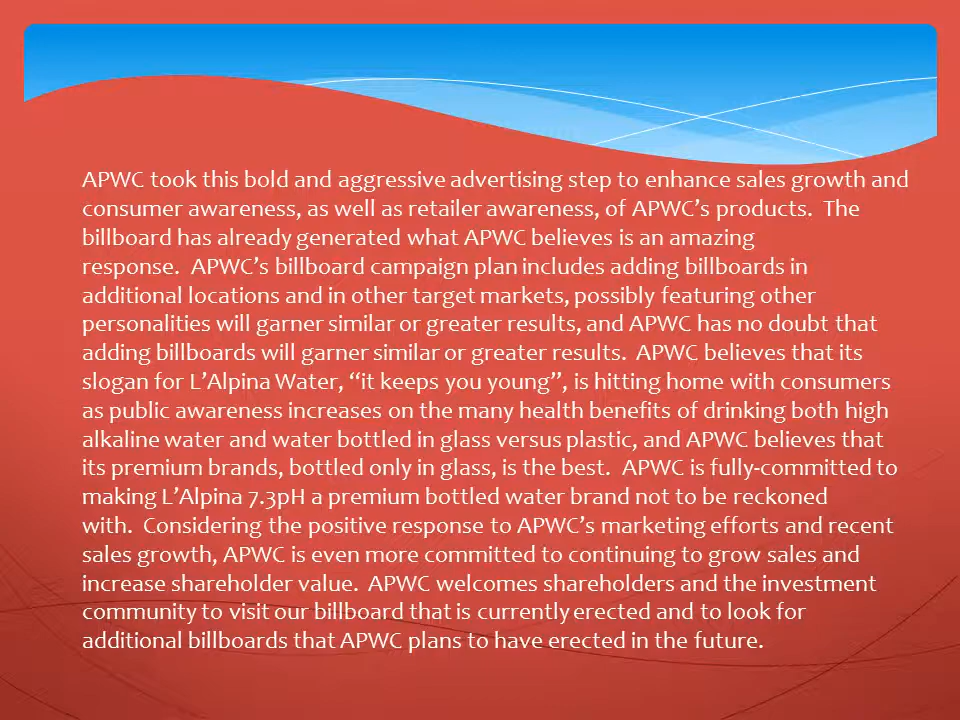 APWC took this bold and aggressive advertising step to enhance sales growth and
consumer awareness, as well as retailer awareness, of APWC’s products.  The
billboard has already generated what APWC believes is an amazing
response.  APWC’s billboard campaign plan includes adding billboards in
additional locations and in other target markets, possibly featuring other
personalities will garner similar or greater results, and APWC has no doubt that
adding billboards will garner similar or greater results.  APWC believes that its
slogan for L’Alpina Water, “it keeps you young”, is hitting home with consumers
as public awareness increases on the many health benefits of drinking both high
alkaline water and water bottled in glass versus plastic, and APWC believes that
its premium brands, bottled only in glass, is the best.  APWC is fully-committed to
making L’Alpina 7.3pH a premium bottled water brand not to be reckoned
with.  Considering the positive response to APWC’s marketing efforts and recent
sales growth, APWC is even more committed to continuing to grow sales and
increase shareholder value.  APWC welcomes shareholders and the investment
community to visit our billboard that is currently erected and to look for
additional billboards that APWC plans to have erected in the future.